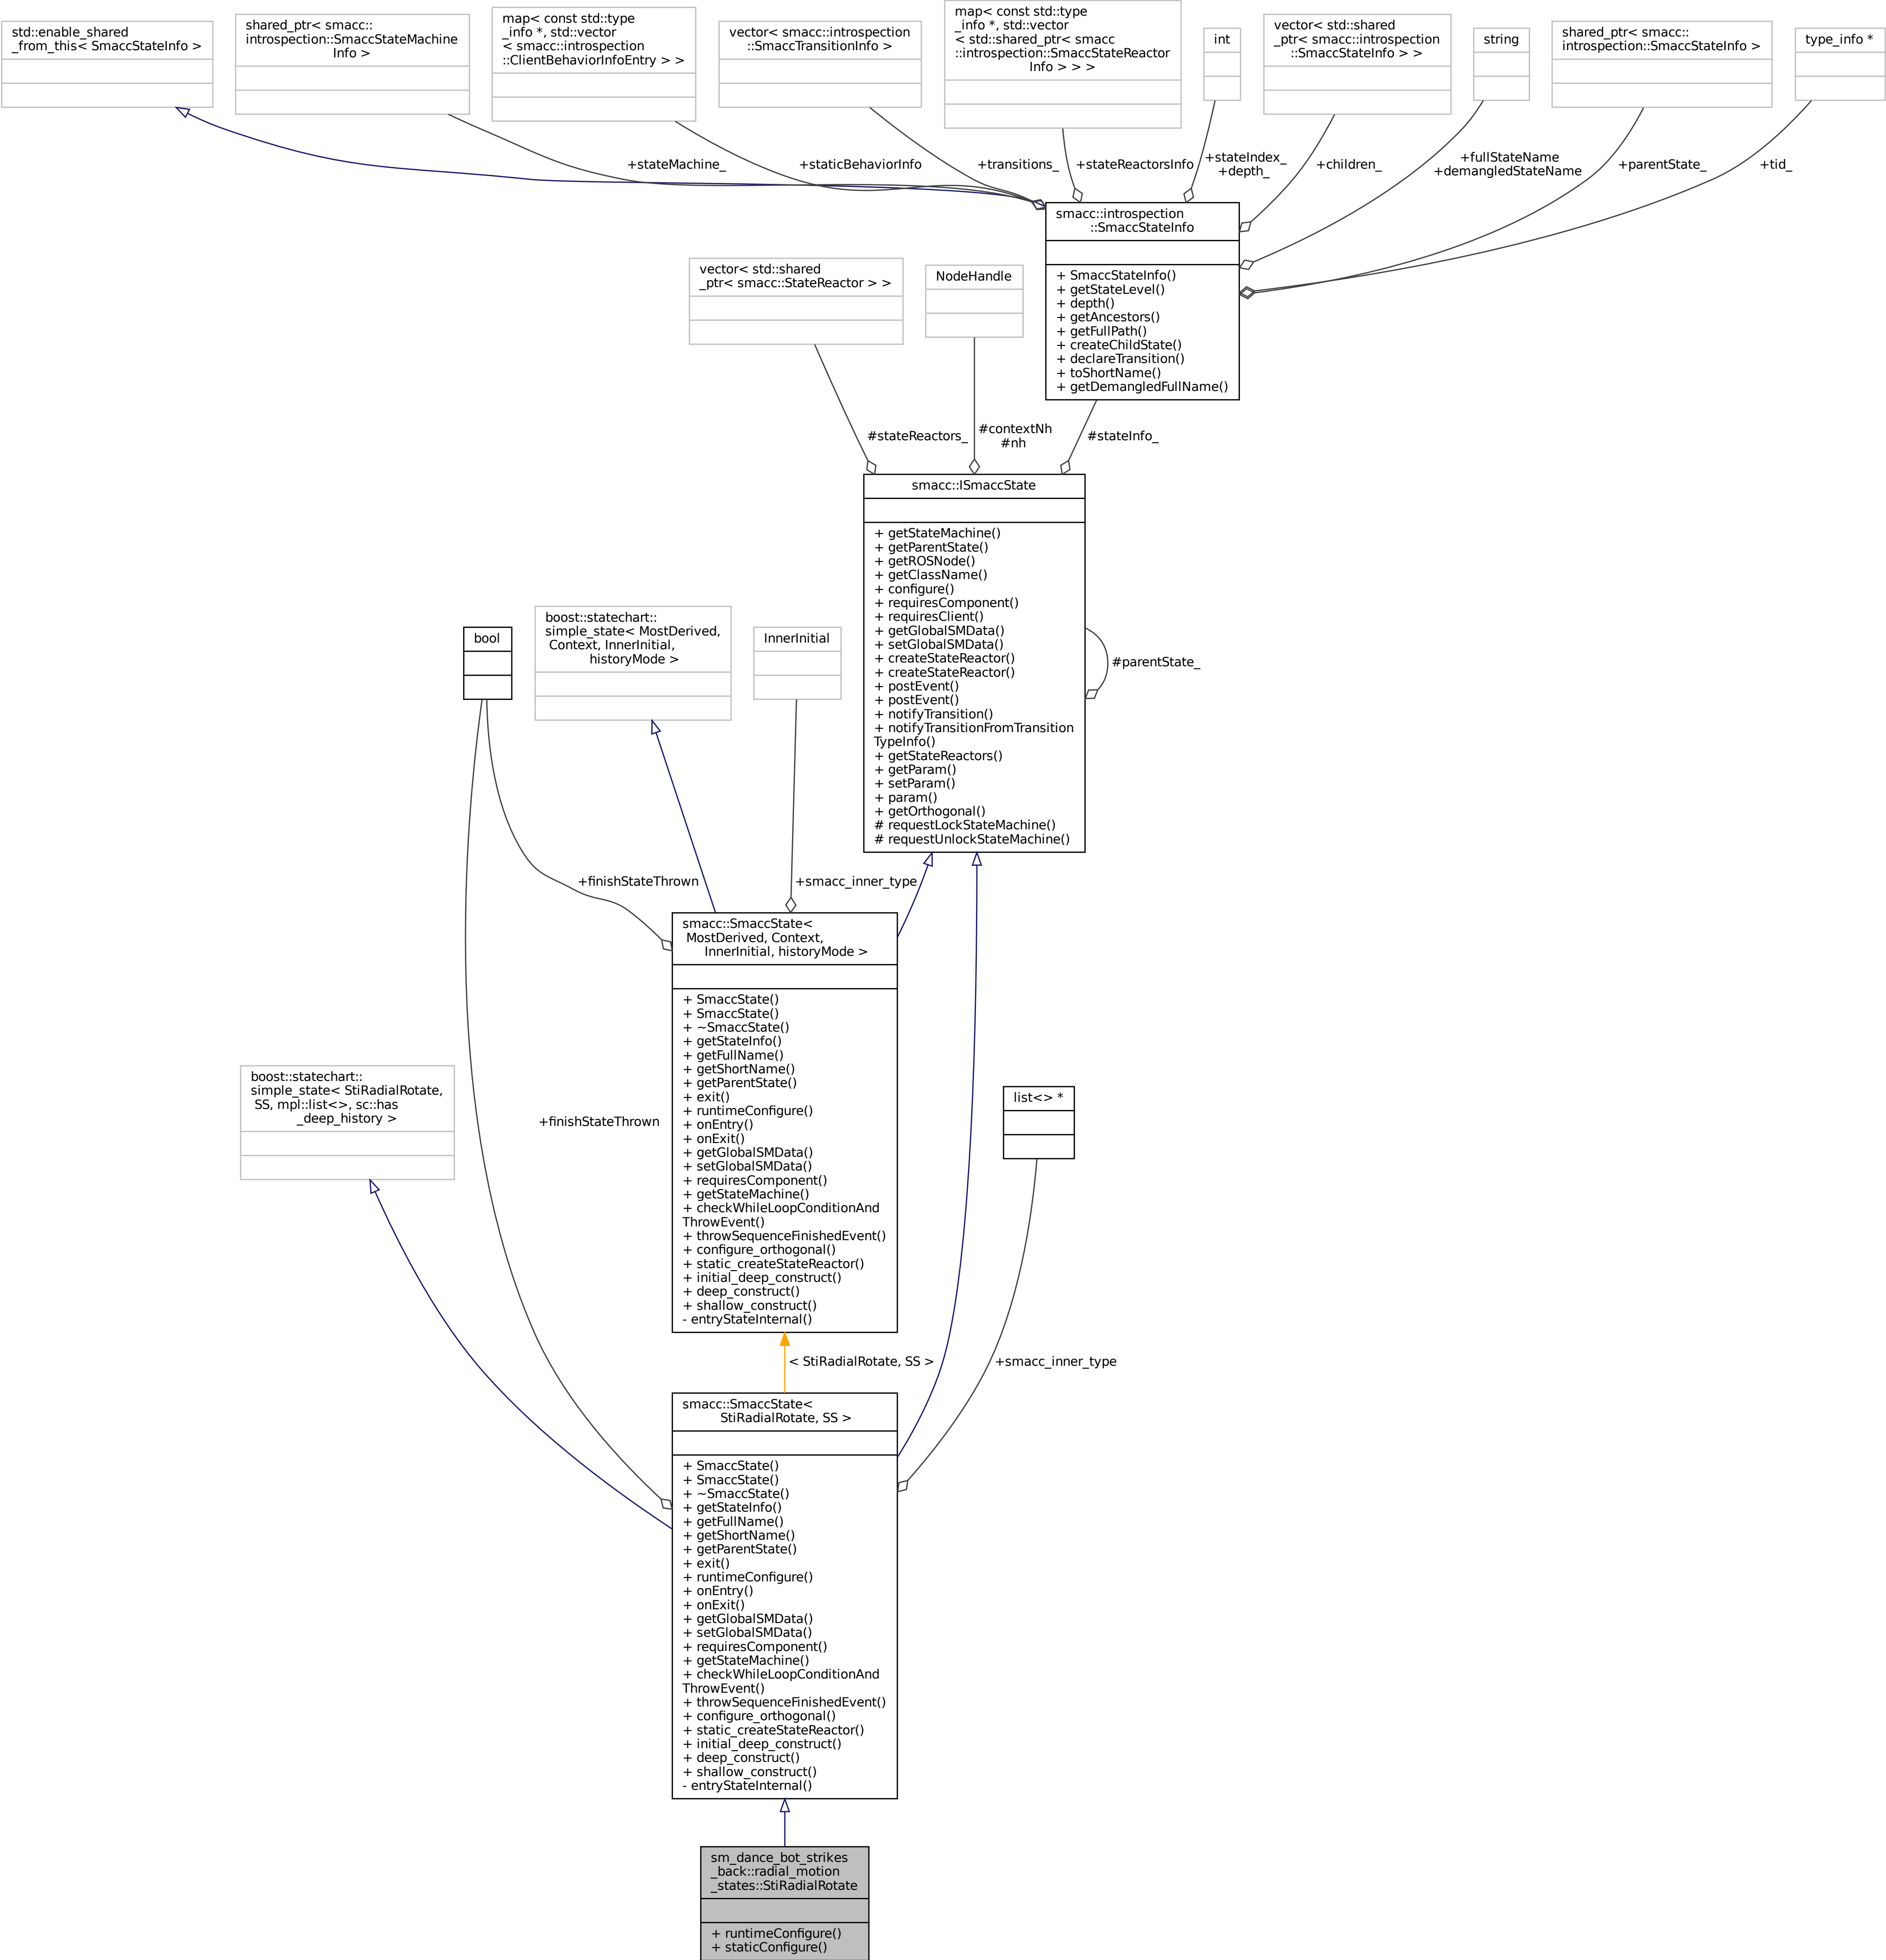 std::enable_shared
_from_this< SmaccStateInfo >
shared_ptr< smacc::
introspection::SmaccStateMachine
Info >
map< const std::type
_info *, std::vector
< smacc::introspection
::ClientBehaviorInfoEntry > >
vector< smacc::introspection
::SmaccTransitionInfo >
map< const std::type
_info *, std::vector
< std::shared_ptr< smacc
::introspection::SmaccStateReactor
Info > > >
int
vector< std::shared
_ptr< smacc::introspection
::SmaccStateInfo > >
string
shared_ptr< smacc::
introspection::SmaccStateInfo >
type_info *
+stateMachine_
+staticBehaviorInfo
+transitions_
+stateReactorsInfo
+stateIndex_
+depth_
+children_
+fullStateName
+demangledStateName
+parentState_
+tid_
smacc::introspection
::SmaccStateInfo
+ SmaccStateInfo()
+ getStateLevel()
+ depth()
+ getAncestors()
+ getFullPath()
+ createChildState()
+ declareTransition()
+ toShortName()
+ getDemangledFullName()
vector< std::shared
_ptr< smacc::StateReactor > >
NodeHandle
#stateReactors_
#contextNh
#nh
#stateInfo_
smacc::ISmaccState
+ getStateMachine()
+ getParentState()
+ getROSNode()
+ getClassName()
+ configure()
+ requiresComponent()
+ requiresClient()
+ getGlobalSMData()
+ setGlobalSMData()
+ createStateReactor()
+ createStateReactor()
+ postEvent()
+ postEvent()
+ notifyTransition()
+ notifyTransitionFromTransition
TypeInfo()
+ getStateReactors()
+ getParam()
+ setParam()
+ param()
+ getOrthogonal()
# requestLockStateMachine()
# requestUnlockStateMachine()
#parentState_
bool
boost::statechart::
simple_state< MostDerived,
Context, InnerInitial,
historyMode >
InnerInitial
+finishStateThrown
+smacc_inner_type
smacc::SmaccState<
MostDerived, Context,
InnerInitial, historyMode >
+ SmaccState()
+ SmaccState()
+ ~SmaccState()
+ getStateInfo()
+ getFullName()
+ getShortName()
+ getParentState()
+ exit()
+ runtimeConfigure()
+ onEntry()
+ onExit()
+ getGlobalSMData()
+ setGlobalSMData()
+ requiresComponent()
+ getStateMachine()
+ checkWhileLoopConditionAnd
ThrowEvent()
+ throwSequenceFinishedEvent()
+ configure_orthogonal()
+ static_createStateReactor()
+ initial_deep_construct()
+ deep_construct()
+ shallow_construct()
- entryStateInternal()
boost::statechart::
simple_state< StiRadialRotate,
SS, mpl::list<>, sc::has
_deep_history >
+finishStateThrown
list<> *
< StiRadialRotate, SS >
+smacc_inner_type
smacc::SmaccState<
StiRadialRotate, SS >
+ SmaccState()
+ SmaccState()
+ ~SmaccState()
+ getStateInfo()
+ getFullName()
+ getShortName()
+ getParentState()
+ exit()
+ runtimeConfigure()
+ onEntry()
+ onExit()
+ getGlobalSMData()
+ setGlobalSMData()
+ requiresComponent()
+ getStateMachine()
+ checkWhileLoopConditionAnd
ThrowEvent()
+ throwSequenceFinishedEvent()
+ configure_orthogonal()
+ static_createStateReactor()
+ initial_deep_construct()
+ deep_construct()
+ shallow_construct()
- entryStateInternal()
sm_dance_bot_strikes
_back::radial_motion
_states::StiRadialRotate
+ runtimeConfigure()
+ staticConfigure()